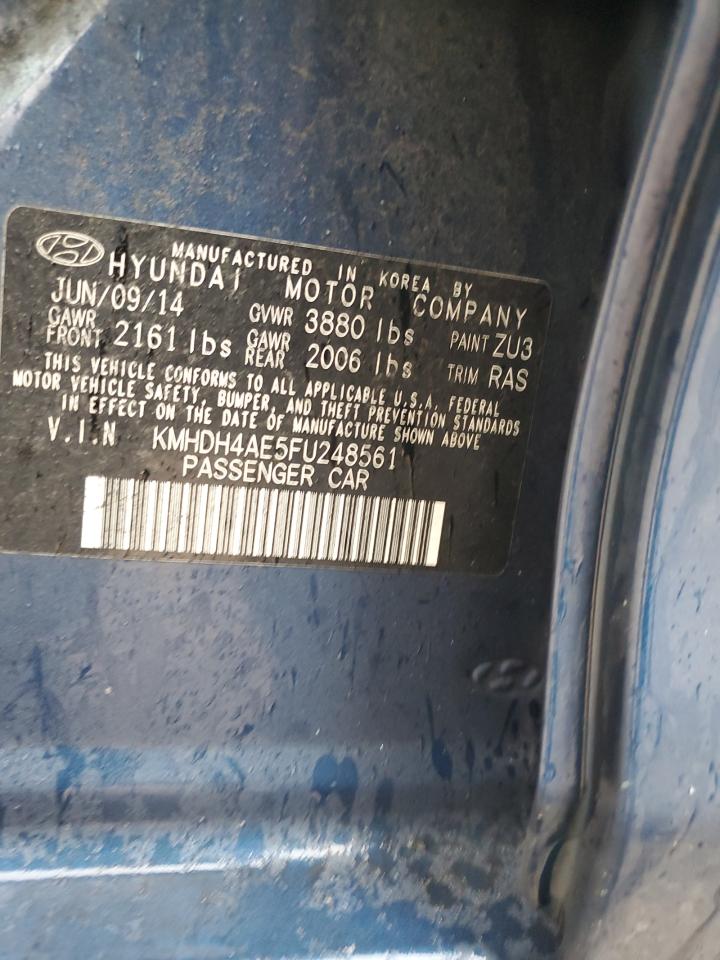 MANUFACTURED IN KOREA BY
HYUNDAI MOTOR COMPANY
JUN/09/14 GVWR 3880 lbs PAINT ZU3
GAWR FRONT 2161 lbs GAWR REAR 2006 lbs TRIM RAS
THIS VEHICLE CONFORMS TO ALL APPLICABLE U.S.A. FEDERAL
MOTOR VEHICLE SAFETY, BUMPER, AND THEFT PREVENTION STANDARDS
IN EFFECT ON THE DATE OF MANUFACTURE SHOWN ABOVE.
V.I.N KMHDH4AE5FU248561
PASSENGER CAR